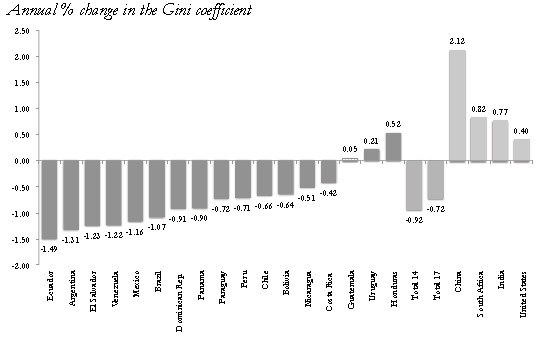 Annual % change in the Gini coefficient
2.50
2.00
1.50
1.00
0.50
0.00
-0.50
-1.00
-1.50
-2.00
-1.49
-1.31
-1.23
-1.22
-1.16
-1.07
-0.91
-0.90
-0.72
-0.71
-0.66
-0.64
-0.51
-0.42
0.05
0.21
0.52
-0.92
-0.72
2.12
0.82
0.77
0.40
Ecuador
Argentina
El Salvador
Venezuela
Mexico
Brazil
Dominican Rep.
Panama
Paraguay
Peru
Chile
Bolivia
Nicaragua
Costa Rica
Guatemala
Uruguay
Honduras
Total 14
Total 17
China
South Africa
India
United States